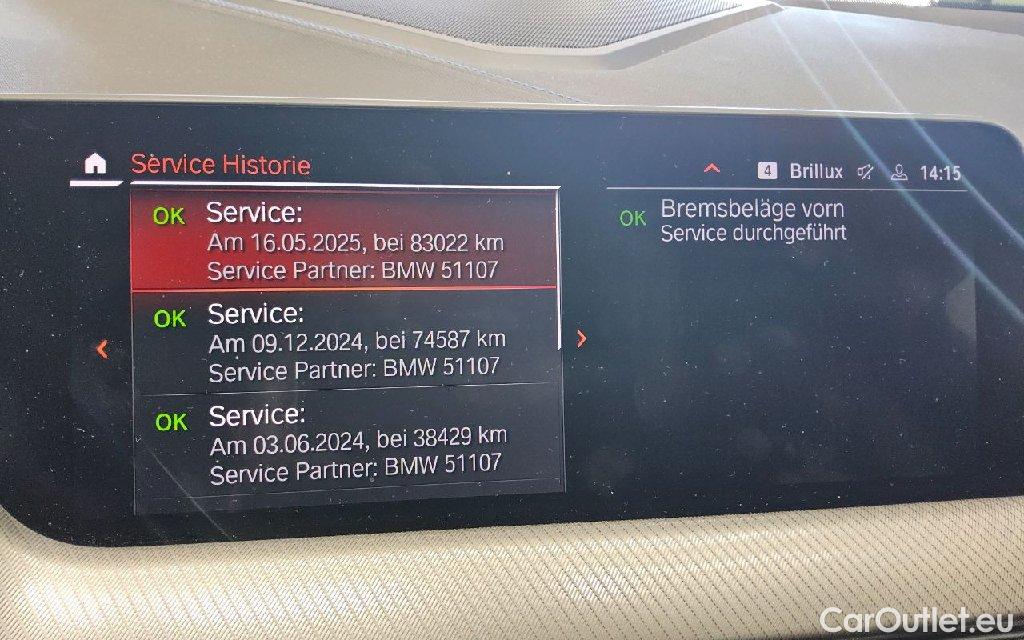 Service Historie
4 Brillux 14:15
OK Service:
Am 16.05.2025, bei 83022 km
Service Partner: BMW 51107
OK Service:
Am 09.12.2024, bei 74587 km
Service Partner: BMW 51107
OK Service:
Am 03.06.2024, bei 38429 km
Service Partner: BMW 51107
OK Bremsbeläge vorn
Service durchgeführt
CarOutlet.eu